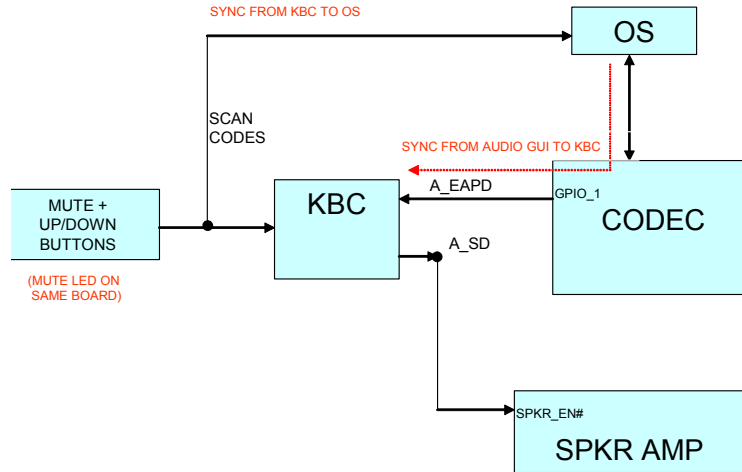 SYNC FROM KBC TO OS
OS
SCAN
CODES
SYNC FROM AUDIO GUI TO KBC
A_EAPD
GPIO_1
KBC
CODEC
MUTE +
UP/DOWN
BUTTONS
A_SD
(MUTE LED ON
SAME BOARD)
SPKR_EN#
SPKR AMP